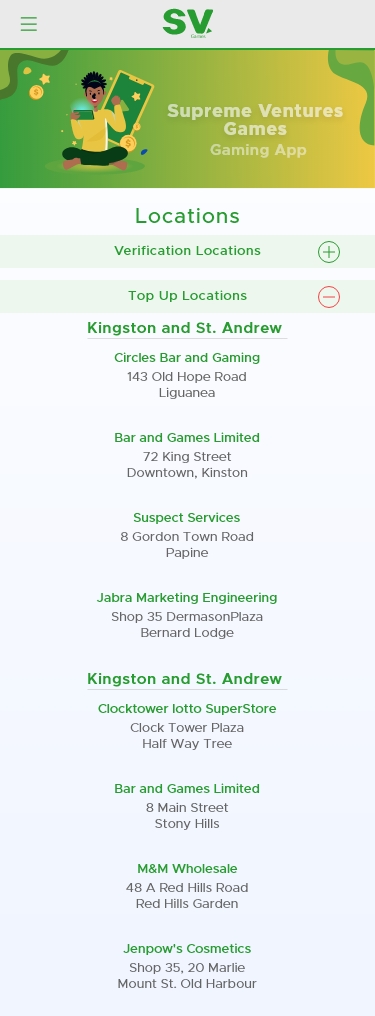 SV.
Games
Supreme Ventures
Games
Gaming App
Locations
Verification Locations
Top Up Locations
Kingston and St. Andrew
Circles Bar and Gaming
143 Old Hope Road
Liguanea
Bar and Games Limited
72 King Street
Downtown, Kinston
Suspect Services
8 Gordon Town Road
Papine
Jabra Marketing Engineering
Shop 35 DermasonPlaza
Bernard Lodge
Kingston and St. Andrew
Clocktower lotto SuperStore
Clock Tower Plaza
Half Way Tree
Bar and Games Limited
8 Main Street
Stony Hills
M&M Wholesale
48 A Red Hills Road
Red Hills Garden
Jenpow's Cosmetics
Shop 35, 20 Marlie
Mount St. Old Harbour